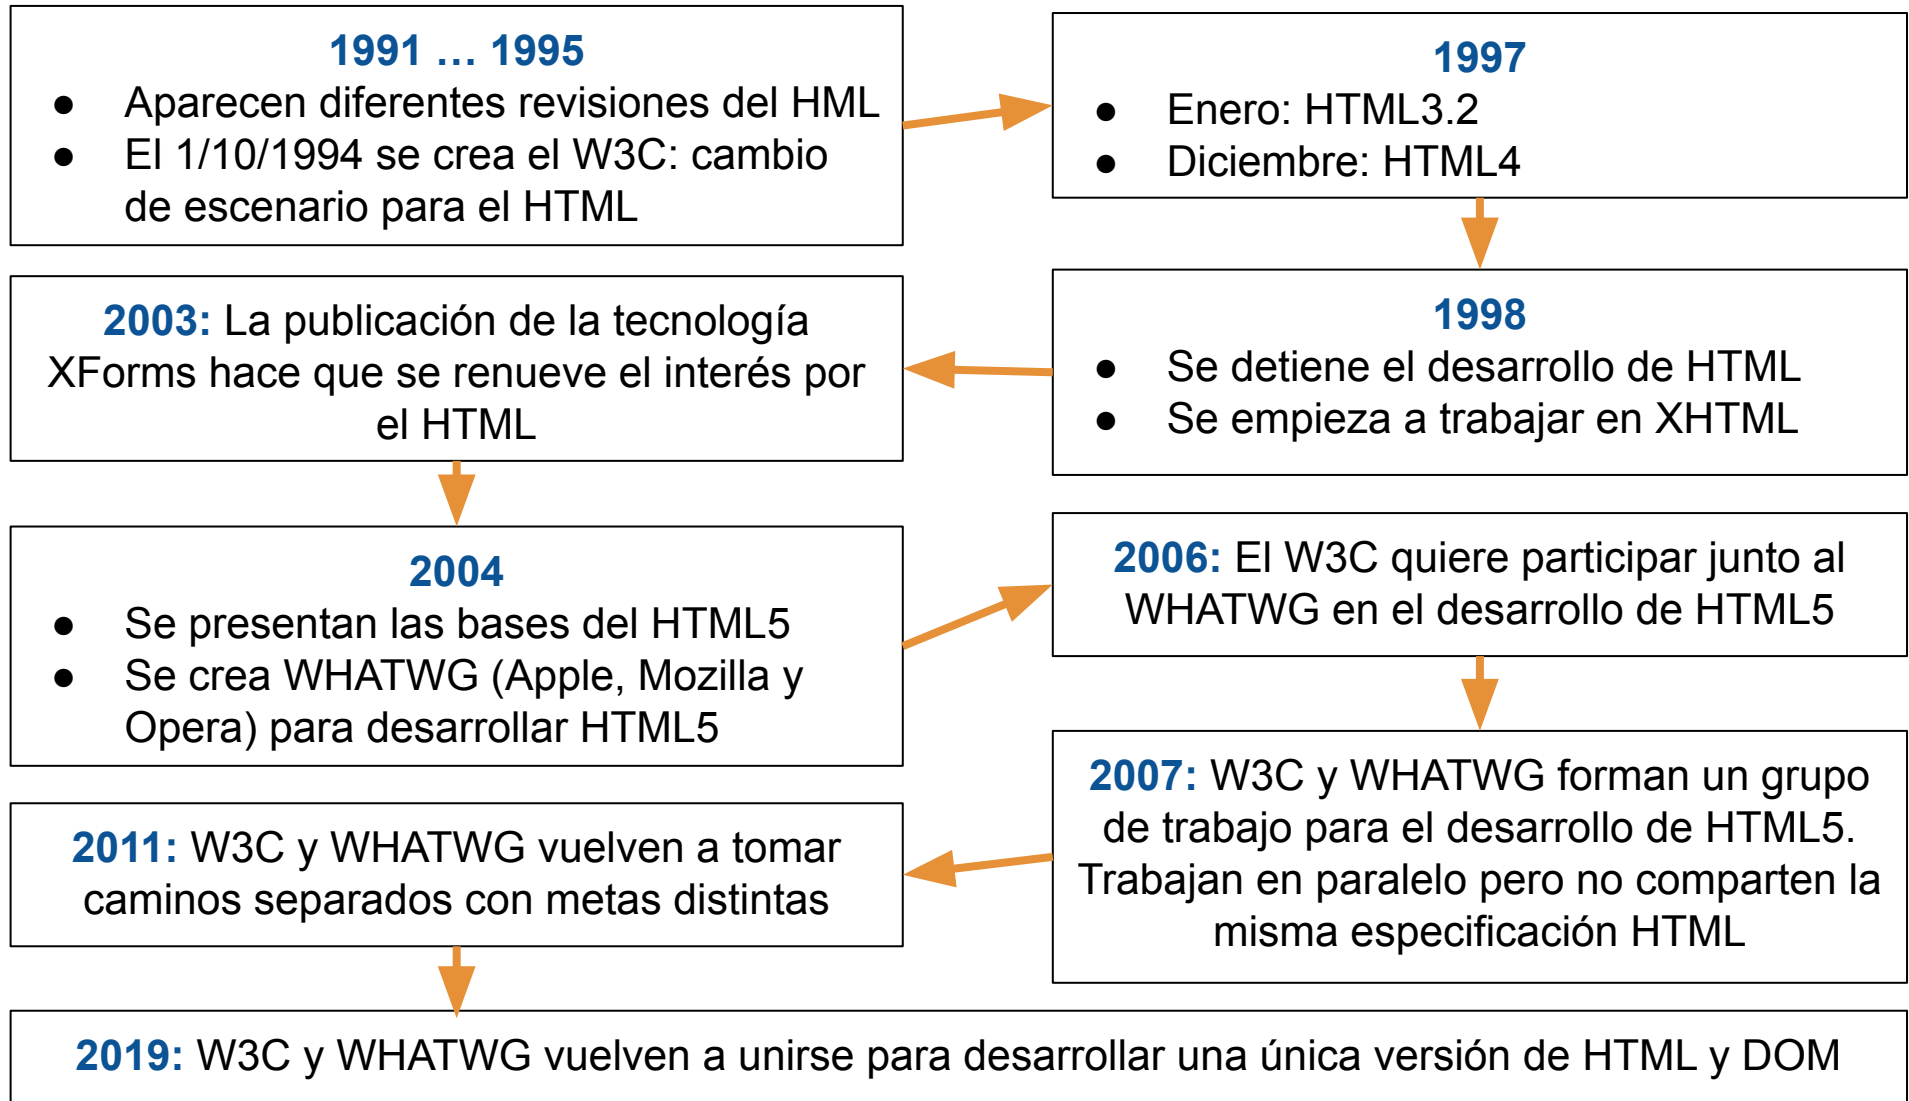 1991 … 1995
● Aparecen diferentes revisiones del HML
● El 1/10/1994 se crea el W3C: cambio
de escenario para el HTML
1997
● Enero: HTML3.2
● Diciembre: HTML4
1998
● Se detiene el desarrollo de HTML
● Se empieza a trabajar en XHTML
2003: La publicación de la tecnología
XForms hace que se renueve el interés por
el HTML
2004
● Se presentan las bases del HTML5
● Se crea WHATWG (Apple, Mozilla y
Opera) para desarrollar HTML5
2006: El W3C quiere participar junto al
WHATWG en el desarrollo de HTML5
2007: W3C y WHATWG forman un grupo
de trabajo para el desarrollo de HTML5.
Trabajan en paralelo pero no comparten la
misma especificación HTML
2011: W3C y WHATWG vuelven a tomar
caminos separados con metas distintas
2019: W3C y WHATWG vuelven a unirse para desarrollar una única versión de HTML y DOM